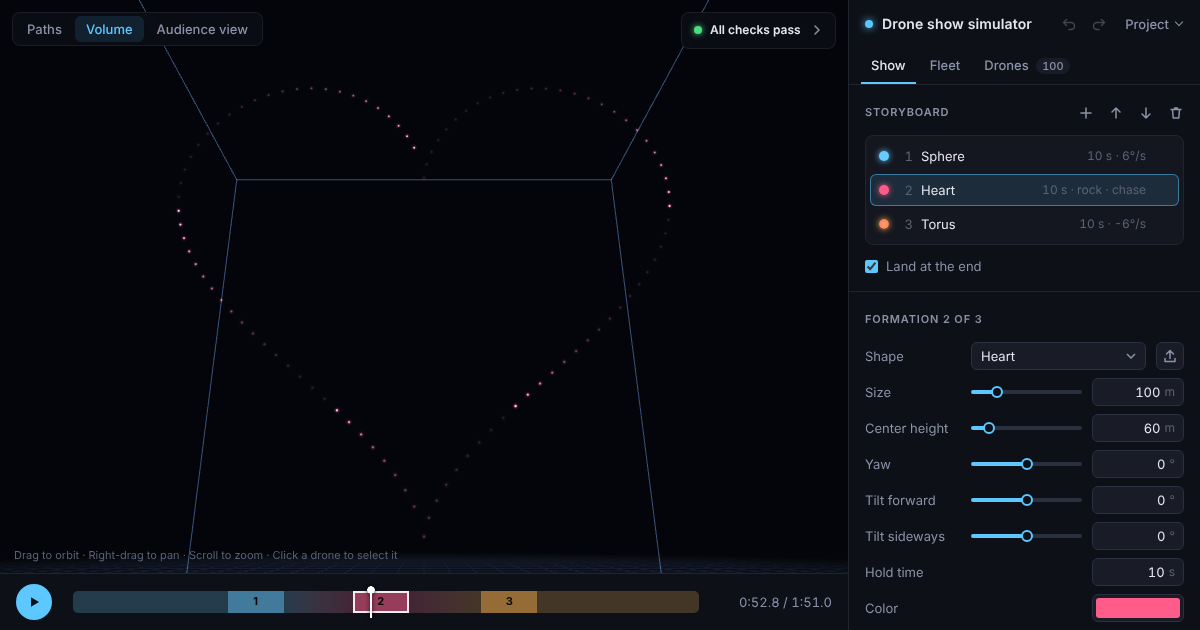 Paths Volume Audience view
All checks pass
Drag to orbit · Right-drag to pan · Scroll to zoom · Click a drone to select it
1 2 3 0:52.8 / 1:51.0
Drone show simulator Project
Show Fleet Drones 100
STORYBOARD
1 Sphere 10 s · 6°/s
2 Heart 10 s · rock · chase
3 Torus 10 s · -6°/s
Land at the end
FORMATION 2 OF 3
Shape Heart
Size 100 m
Center height 60 m
Yaw 0 °
Tilt forward 0 °
Tilt sideways 0 °
Hold time 10 s
Color